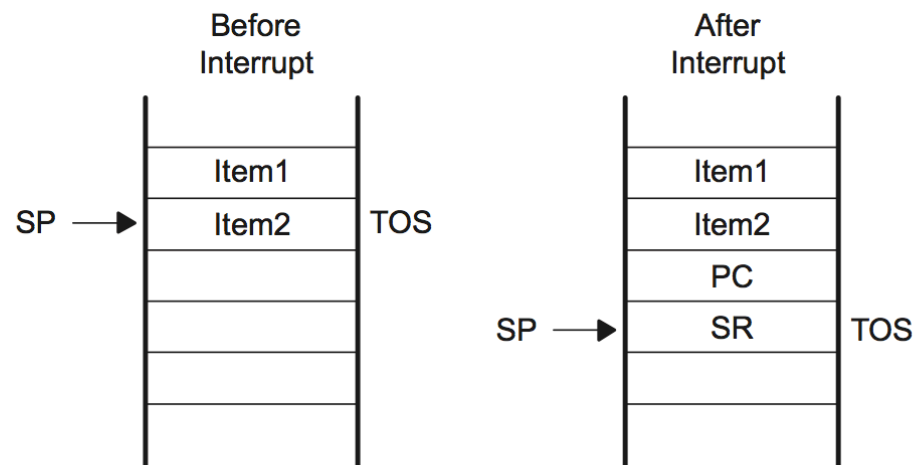 Before
Interrupt
Item1
SP
Item2
TOS
After
Interrupt
Item1
Item2
PC
SP
SR
TOS